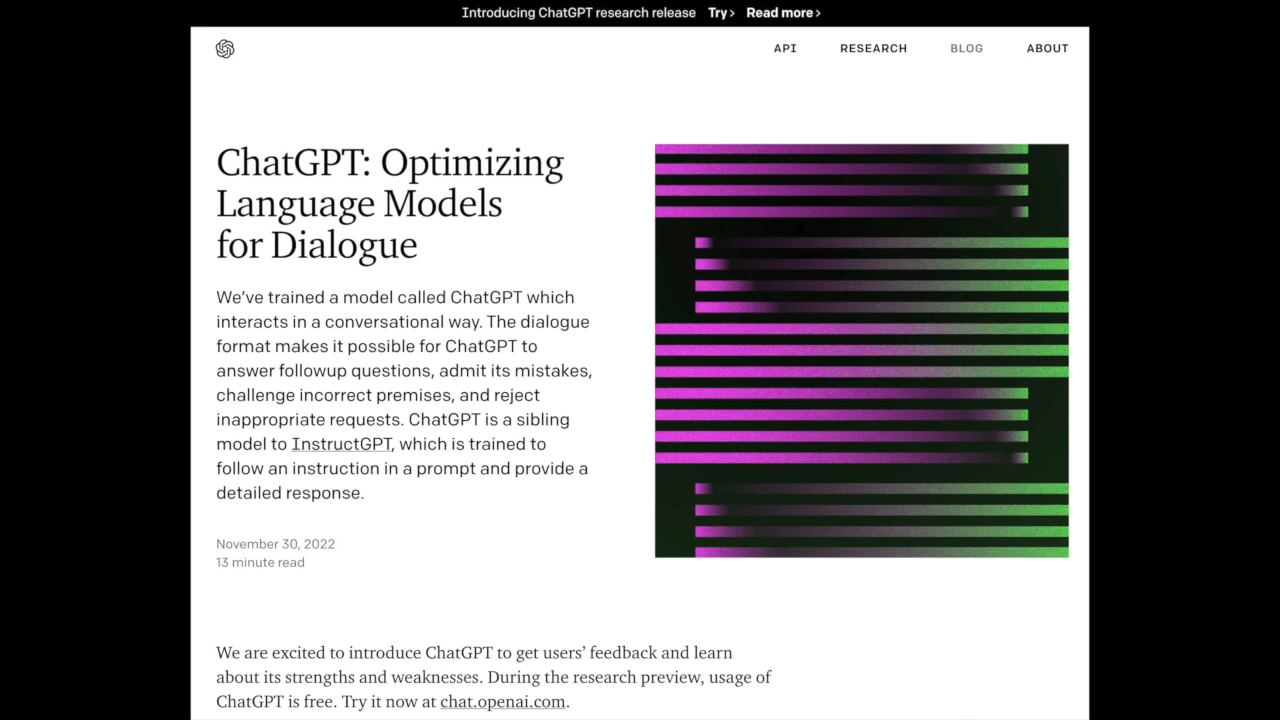 Introducing ChatGPT research release Try › Read more ›
API RESEARCH BLOG ABOUT
ChatGPT: Optimizing
Language Models
for Dialogue
We’ve trained a model called ChatGPT which
interacts in a conversational way. The dialogue
format makes it possible for ChatGPT to
answer followup questions, admit its mistakes,
challenge incorrect premises, and reject
inappropriate requests. ChatGPT is a sibling
model to InstructGPT, which is trained to
follow an instruction in a prompt and provide a
detailed response.
November 30, 2022
13 minute read
We are excited to introduce ChatGPT to get users’ feedback and learn
about its strengths and weaknesses. During the research preview, usage of
ChatGPT is free. Try it now at chat.openai.com.